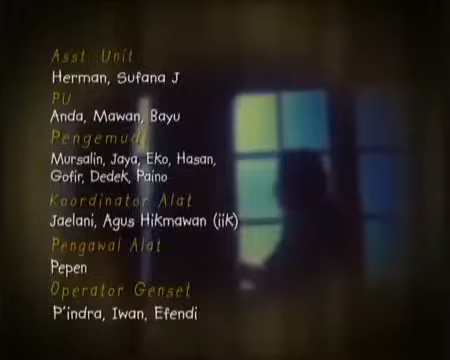 Asst. Unit
Herman, Sufana J
PU
Anda, Mawan, Bayu
Pengemudi
Mursalin, Jaya, Eko, Hasan,
Gofir, Dedek, Paino
Koordinator Alat
Jaelani, Agus Hikmawan (iik)
Pengawal Alat
Pepen
Operator Genset
P'indra, Iwan, Efendi